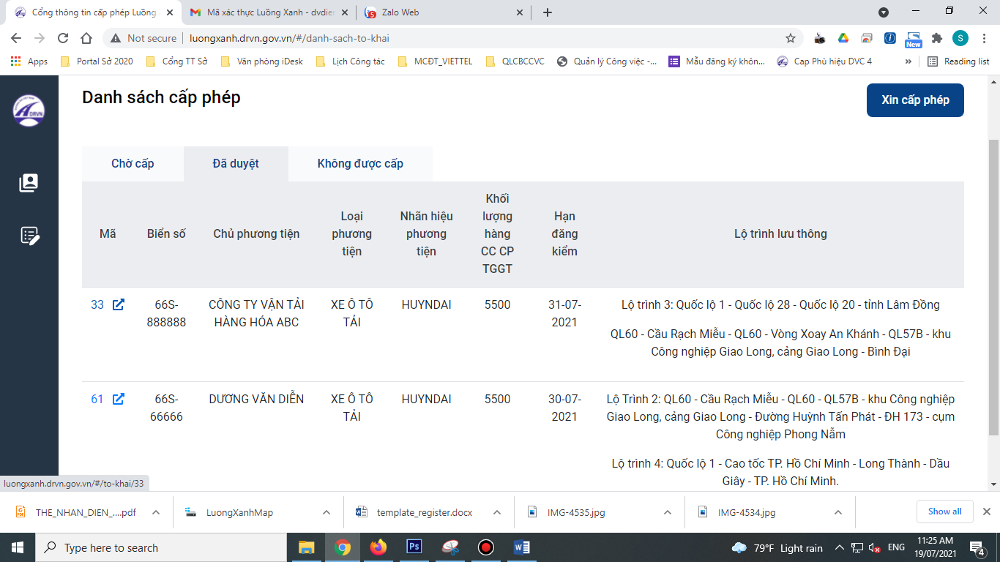 Cổng thông tin cấp phép Luồng
Mã xác thực Luồng Xanh - dvdier
Zalo Web
Not secure
luongxanh.drvn.gov.vn/#/danh-sach-to-khai
S
New
Apps
Portal Sở 2020
Cổng TT Sở
Văn phòng iDesk
Lịch Công tác
MCĐT_VIETTEL
QLCBCCVC
Quản lý Công việc -...
Mẫu đăng ký khôn...
Cap Phù hiệu DVC 4
»
Reading list
DRVN
Danh sách cấp phép
Xin cấp phép
Chờ cấp
Đã duyệt
Không được cấp
Mã
Biển số
Chủ phương tiện
Loại
phương
tiện
Nhãn hiệu
phương
tiện
Khối
lượng
hàng
CC CP
TGGT
Hạn
đăng
kiểm
Lộ trình lưu thông
33
66S-
888888
CÔNG TY VẬN TẢI
HÀNG HÓA ABC
XE Ô TÔ
TẢI
HUYNDAI
5500
31-07-
2021
Lộ trình 3: Quốc lộ 1 - Quốc lộ 28 - Quốc lộ 20 - tỉnh Lâm Đồng
QL60 - Cầu Rạch Miễu - QL60 - Vòng Xoay An Khánh - QL57B - khu
Công nghiệp Giao Long, cảng Giao Long - Bình Đại
61
66S-
66666
DƯƠNG VĂN DIỄN
XE Ô TÔ
TẢI
HUYNDAI
5500
30-07-
2021
Lộ Trình 2: QL60 - Cầu Rạch Miễu - QL60 - QL57B - khu Công nghiệp
Giao Long, cảng Giao Long - Đường Huỳnh Tấn Phát - ĐH 173 - cụm
Công nghiệp Phong Nẫm
Lộ trình 4: Quốc lộ 1 - Cao tốc TP. Hồ Chí Minh - Long Thành - Dầu
Giây - TP. Hồ Chí Minh.
luongxanh.drvn.gov.vn/#/to-khai/33
THE_NHAN_DIEN_....pdf
LuongXanhMap
template_register.docx
IMG-4535.jpg
IMG-4534.jpg
Show all
Type here to search
Ps
79°F Light rain
ENG
11:25 AM
19/07/2021
4